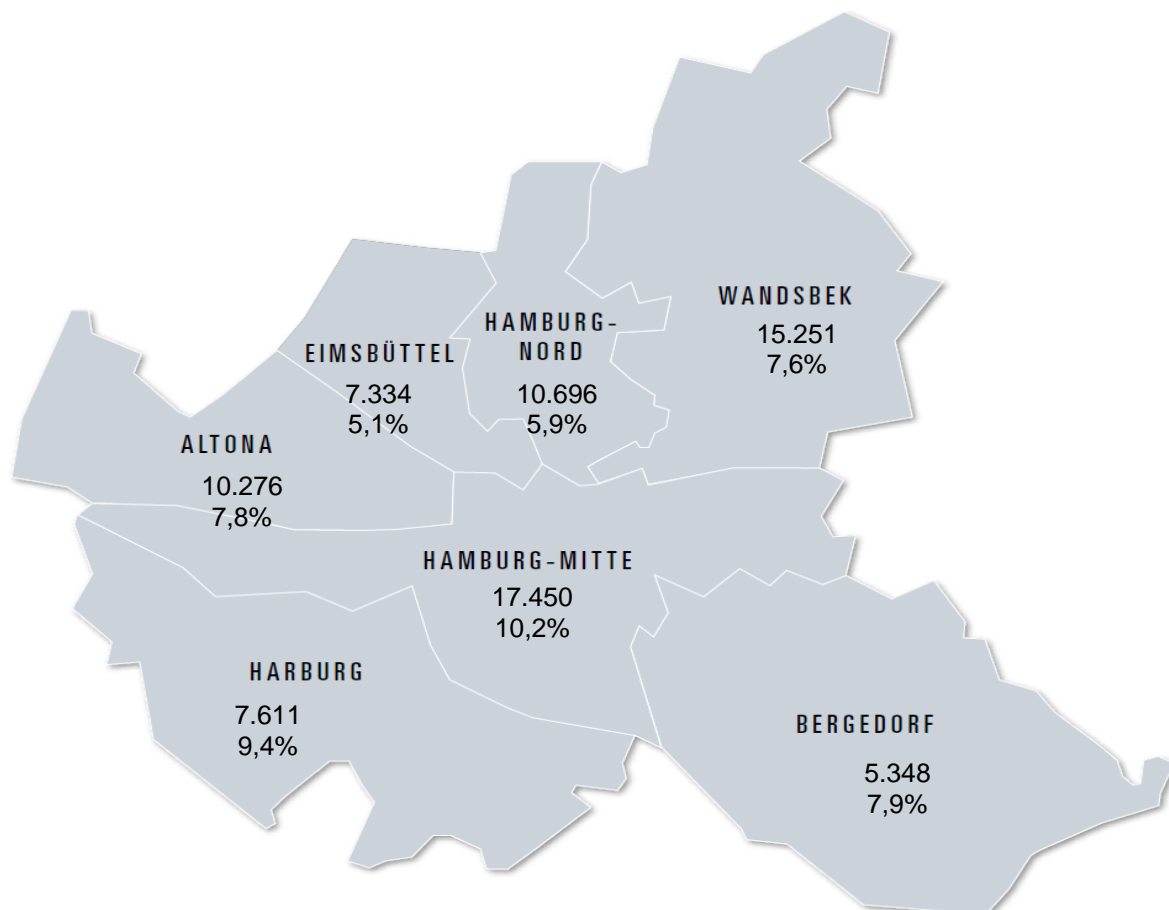 WANDSBEK
15.251
7,6%
HAMBURG-
NORD
10.696
5,9%
EIMSBÜTTEL
7.334
5,1%
ALTONA
10.276
7,8%
HAMBURG-MITTE
17.450
10,2%
HARBURG
7.611
9,4%
BERGEDORF
5.348
7,9%